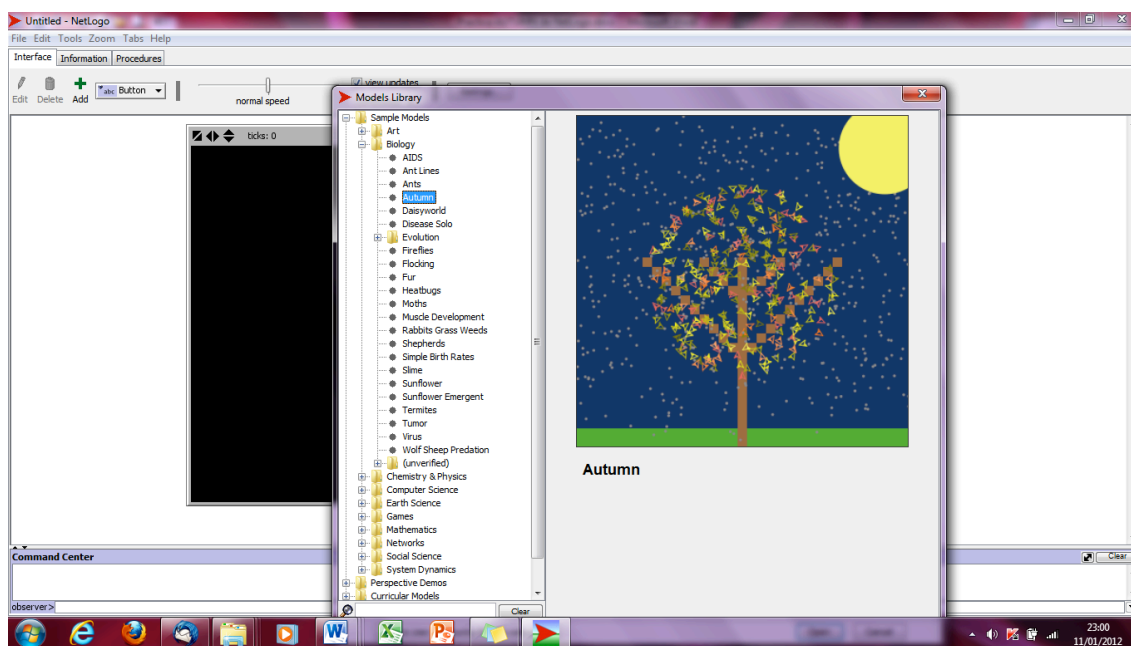 Untitled - NetLogo
File Edit Tools Zoom Tabs Help
Interface Information Procedures
Edit Delete Add abc Button normal speed view updates
ticks: 0
Models Library
Sample Models
Art
Biology
AIDS
Ant Lines
Ants
Autumn
Daisyworld
Disease Solo
Evolution
Fireflies
Flocking
Fur
Heatbugs
Moths
Muscle Development
Rabbits Grass Weeds
Shepherds
Simple Birth Rates
Slime
Sunflower
Sunflower Emergent
Termites
Tumor
Virus
Wolf Sheep Predation
(unverified)
Chemistry & Physics
Computer Science
Earth Science
Games
Mathematics
Networks
Social Science
System Dynamics
Perspective Demos
Curricular Models
Clear
Autumn
Command Center
Clear
observer>
23:00
11/01/2012